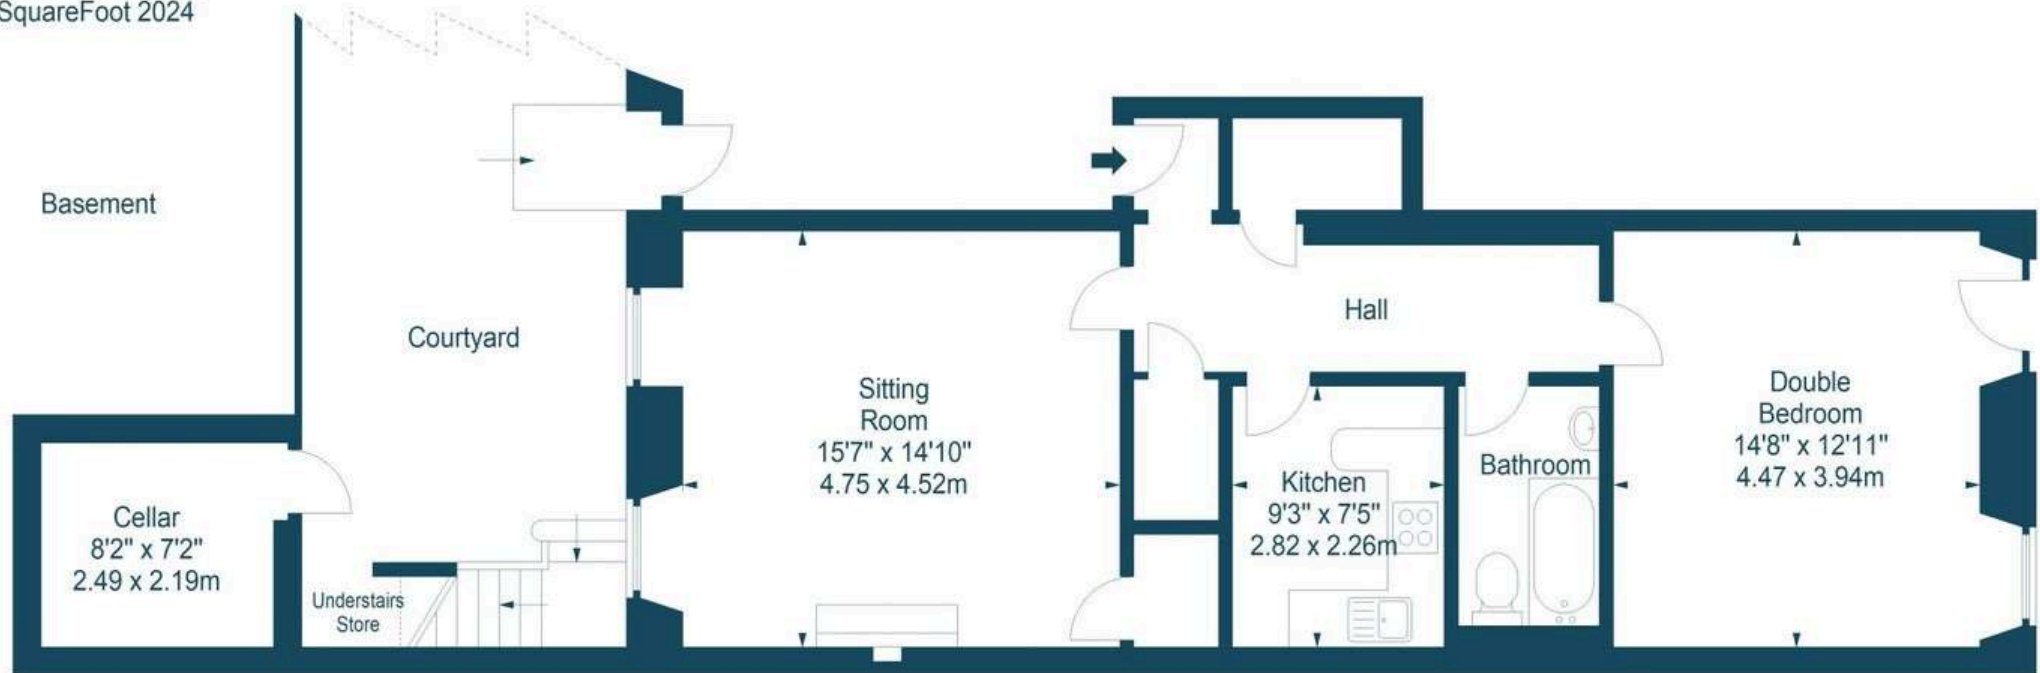 SquareFoot 2024
Basement
Courtyard
Cellar
8'2" x 7'2"
2.49 x 2.19m
Understairs
Store
Sitting
Room
15'7" x 14'10"
4.75 x 4.52m
Hall
Kitchen
9'3" x 7'5"
2.82 x 2.26m
Bathroom
Double
Bedroom
14'8" x 12'11"
4.47 x 3.94m